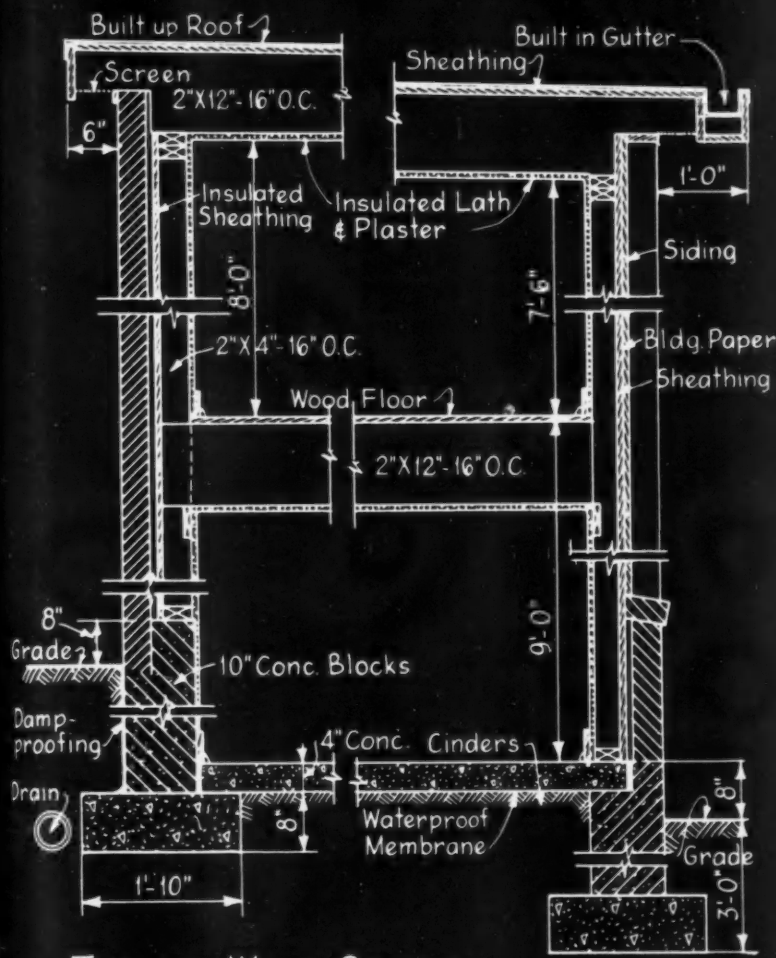 Built up Roof
Built in Gutter
Sheathing
Screen
2"X12"-16"O.C.
6"
1'-0"
Insulated
Sheathing
Insulated Lath
& Plaster
8'-0"
7'-6"
Siding
2"X4"-16"O.C.
Bldg. Paper
Sheathing
Wood Floor
2"X12"-16"O.C.
8"
9'-0"
Grade
10" Conc. Blocks
Damp-
proofing
4" Conc.
Cinders
Drain
8"
8"
Waterproof
Membrane
Grade
1'-10"
3'-0"